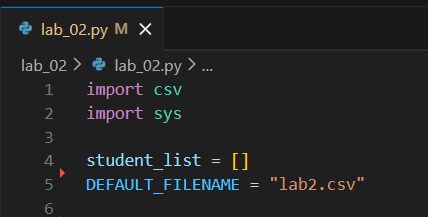 lab_02.py M
lab_02 > lab_02.py > ...
1 import csv
2 import sys
3
4 student_list = []
5 DEFAULT_FILENAME = "lab2.csv"
6